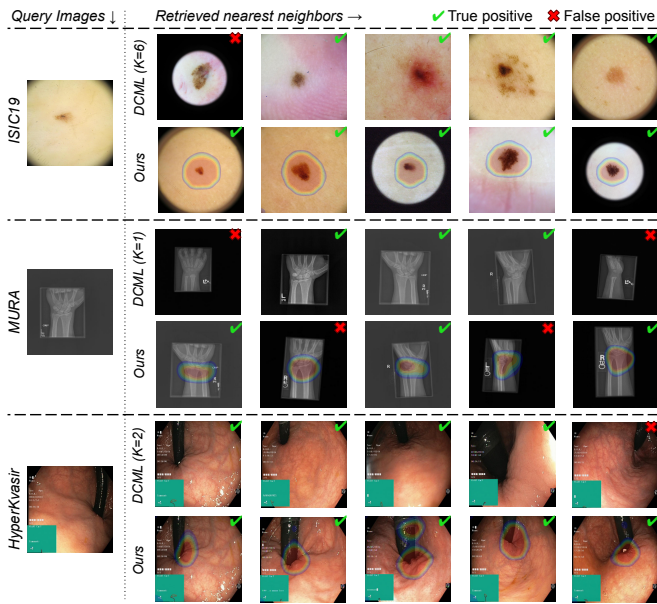 Query Images ↓
Retrieved nearest neighbors →
✔ True positive
✖ False positive
ISIC19
DCML (K=6)
Ours
MURA
DCML (K=1)
Ours
HyperKvasir
DCML (K=2)
Ours